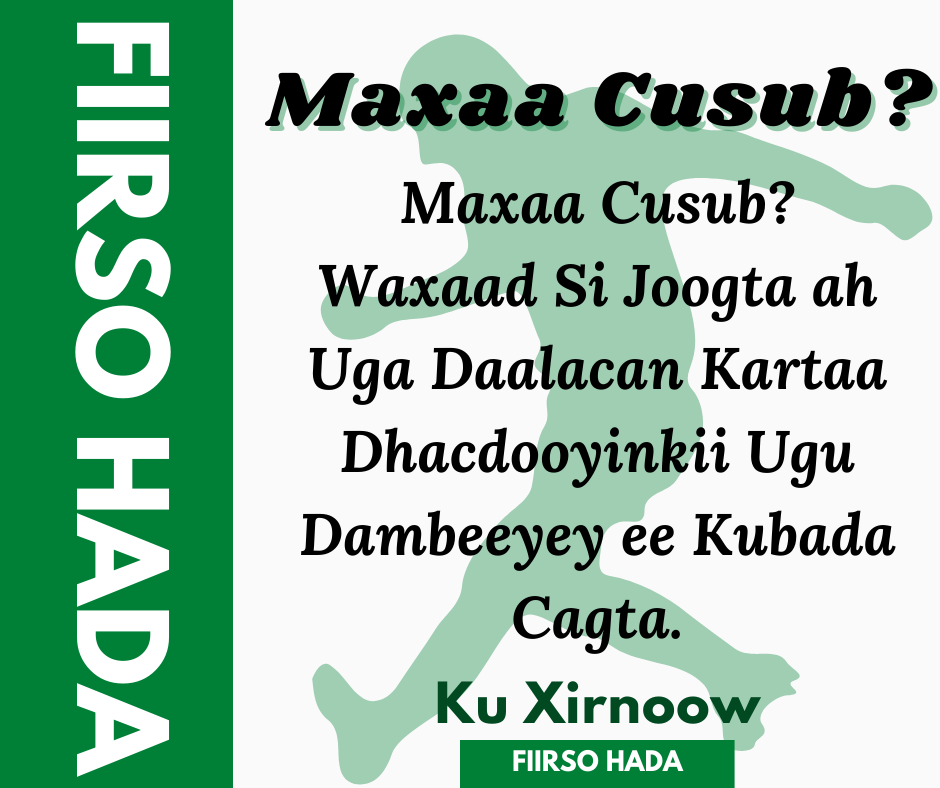 FIIRSO HADA
Maxaa Cusub?
Maxaa Cusub?
Waxaad Si Joogta ah
Uga Daalacan Kartaa
Dhacdooyinkii Ugu
Dambeeyey ee Kubada
Cagta.
Ku Xirnoow
FIIRSO HADA